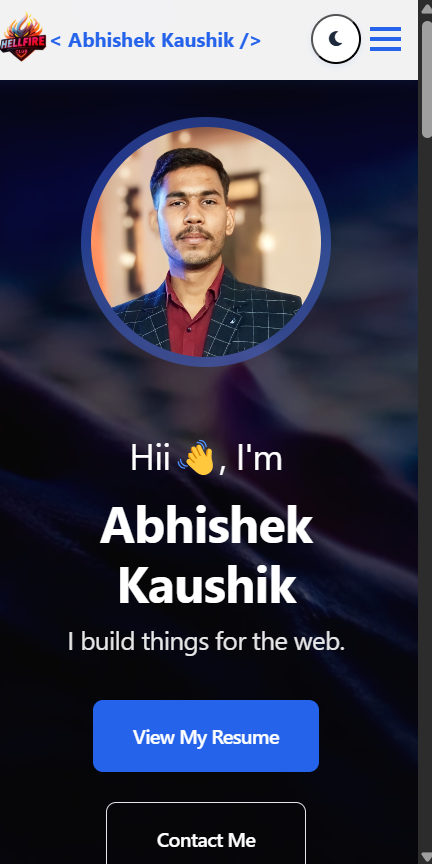 HELLFIRE
CLUB
< Abhishek Kaushik />
Hii 👋, I'm
Abhishek
Kaushik
I build things for the web.
View My Resume
Contact Me